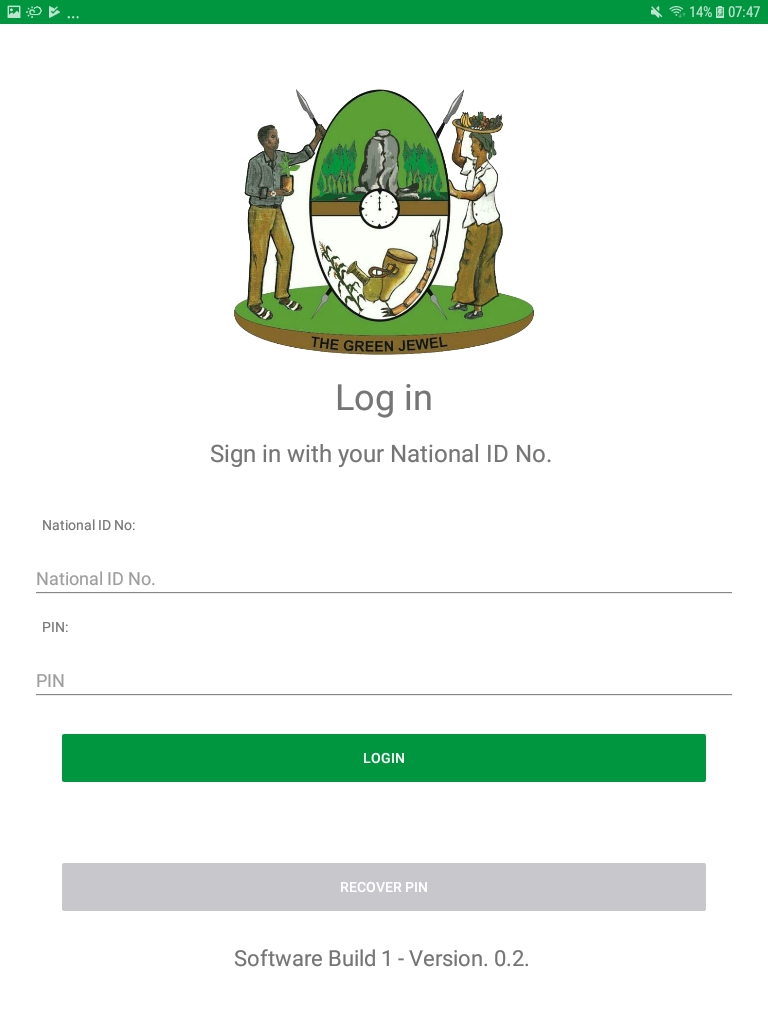 ... 14% 07:47
THE GREEN JEWEL
Log in
Sign in with your National ID No.
National ID No:
National ID No.
PIN:
PIN
LOGIN
RECOVER PIN
Software Build 1 - Version. 0.2.